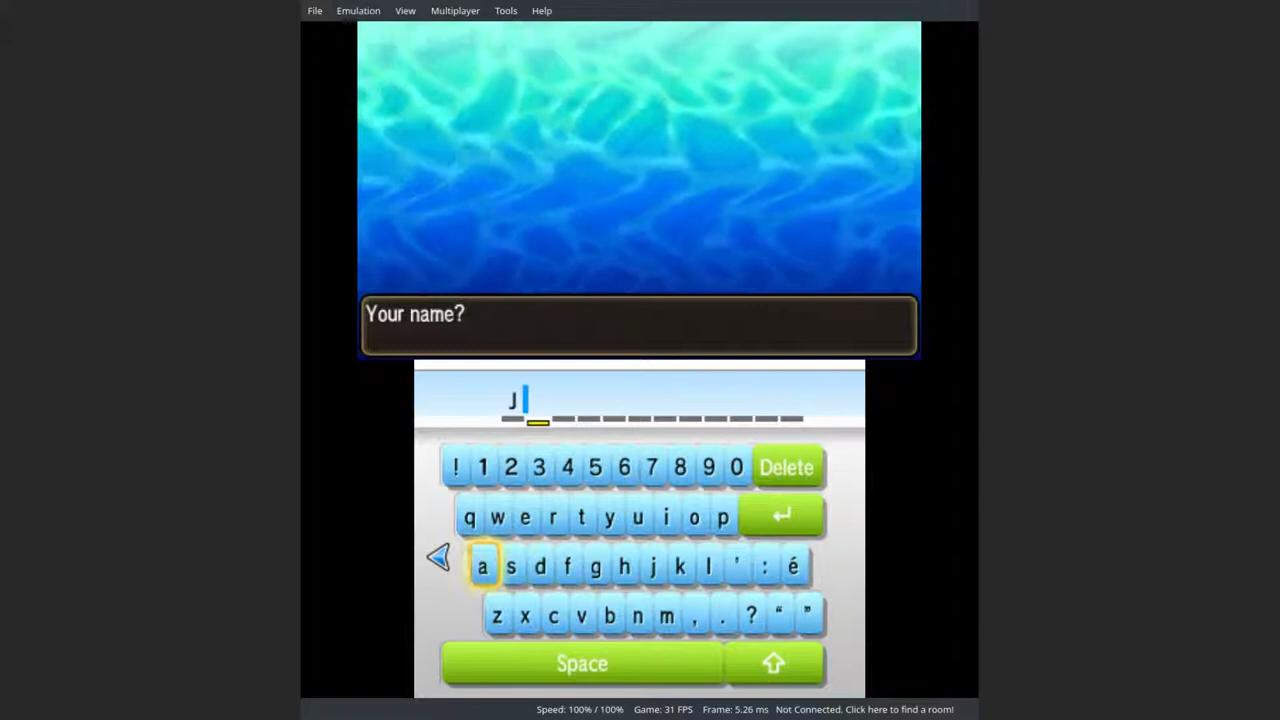 File Emulation View Multiplayer Tools Help
Your name?
J
! 1 2 3 4 5 6 7 8 9 0 Delete
q w e r t y u i o p
a s d f g h j k l ' : é
z x c v b n m , . ? “ ”
Space
Speed: 100% / 100% Game: 31 FPS Frame: 5.26 ms Not Connected. Click here to find a room!